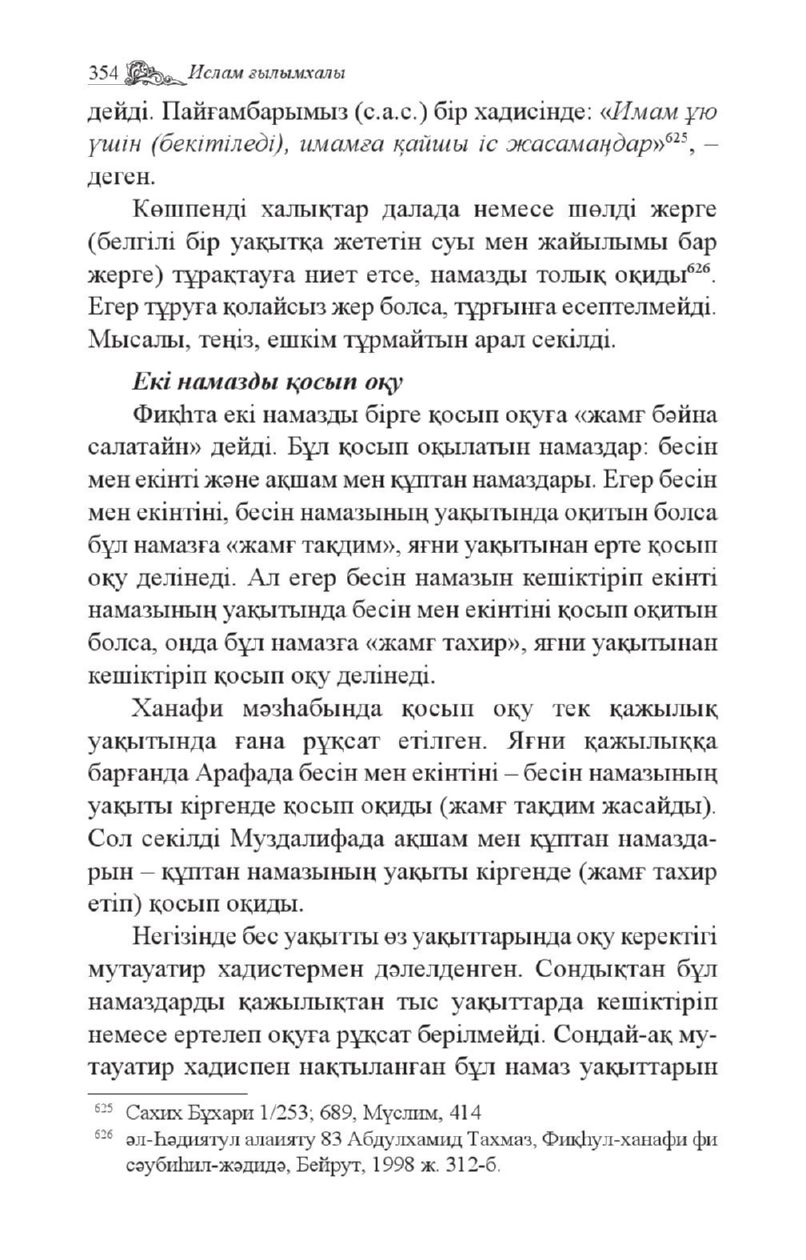 354 Ислам ғылымхалы
дейді. Пайғамбарымыз (с.а.с.) бір хадисінде: «Имам ұю
үшін (бекітіледі), имамға қайшы іс жасамаңдар»⁶²⁵, –
деген.
Көшпенді халықтар далада немесе шөлді жерге
(белгілі бір уақытқа жететін суы мен жайылымы бар
жерге) тұрақтауға ниет етсе, намазды толық оқиды⁶²⁶.
Егер тұруға қолайсыз жер болса, тұрғынға есептелмейді.
Мысалы, теңіз, ешкім тұрмайтын арал секілді.
Екі намазды қосып оқу
Фиқһта екі намазды бірге қосып оқуға «жамғ бәйна
салатайн» дейді. Бұл қосып оқылатын намаздар: бесін
мен екінті және ақшам мен құптан намаздары. Егер бесін
мен екінтіні, бесін намазының уақытында оқитын болса
бұл намазға «жамғ тақдим», яғни уақытынан ерте қосып
оқу делінеді. Ал егер бесін намазын кешіктіріп екінті
намазының уақытында бесін мен екінтіні қосып оқитын
болса, онда бұл намазға «жамғ тахир», яғни уақытынан
кешіктіріп қосып оқу делінеді.
Ханафи мәзһабында қосып оқу тек қажылық
уақытында ғана рұқсат етілген. Яғни қажылыққа
барғанда Арафада бесін мен екінтіні – бесін намазының
уақыты кіргенде қосып оқиды (жамғ тақдим жасайды).
Сол секілді Муздалифада ақшам мен құптан намазда-
рын – құптан намазының уақыты кіргенде (жамғ тахир
етіп) қосып оқиды.
Негізінде бес уақытты өз уақыттарында оқу керектігі
мутауатир хадистермен дәлелденген. Сондықтан бұл
намаздарды қажылықтан тыс уақыттарда кешіктіріп
немесе ертелеп оқуға рұқсат берілмейді. Сондай-ақ му-
тауатир хадиспен нақтыланған бұл намаз уақыттарын
⁶²⁵ Сахих Бұхари 1/253; 689, Мүслим, 414
⁶²⁶ әл-Һәдиятул алаияту 83 Абдулхамид Тахмаз, Фиқһул-ханафи фи
сәубиһил-жәдидә, Бейрут, 1998 ж. 312-б.